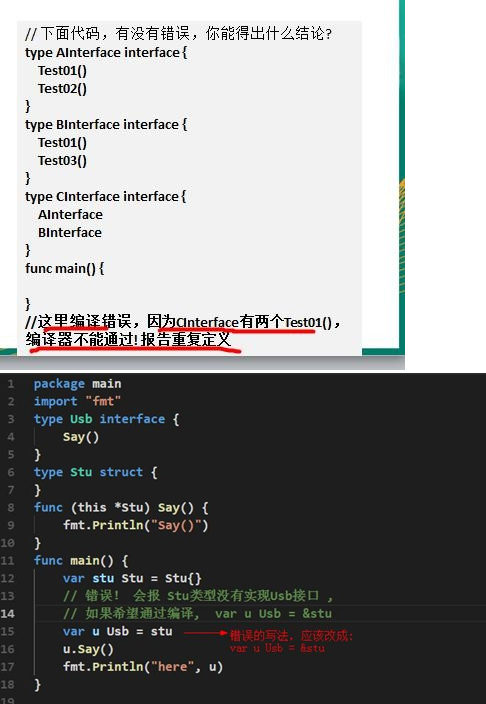 // 下面代码，有没有错误，你能得出什么结论?
type AInterface interface {
Test01()
Test02()
}
type BInterface interface {
Test01()
Test03()
}
type CInterface interface {
AInterface
BInterface
}
func main() {
}
//这里编译错误，因为CInterface有两个Test01()，
编译器不能通过!报告重复定义
1 package main
2 import "fmt"
3 type Usb interface {
4 Say()
5 }
6 type Stu struct {
7 }
8 func (this *Stu) Say() {
9 fmt.Println("Say()")
10 }
11 func main() {
12 var stu Stu = Stu{}
13 // 错误! 会报 Stu类型没有实现Usb接口 ,
14 // 如果希望通过编译, var u Usb = &stu
15 var u Usb = stu 错误的写法，应该改成:
var u Usb = &stu
16 u.Say()
17 fmt.Println("here", u)
18 }
19